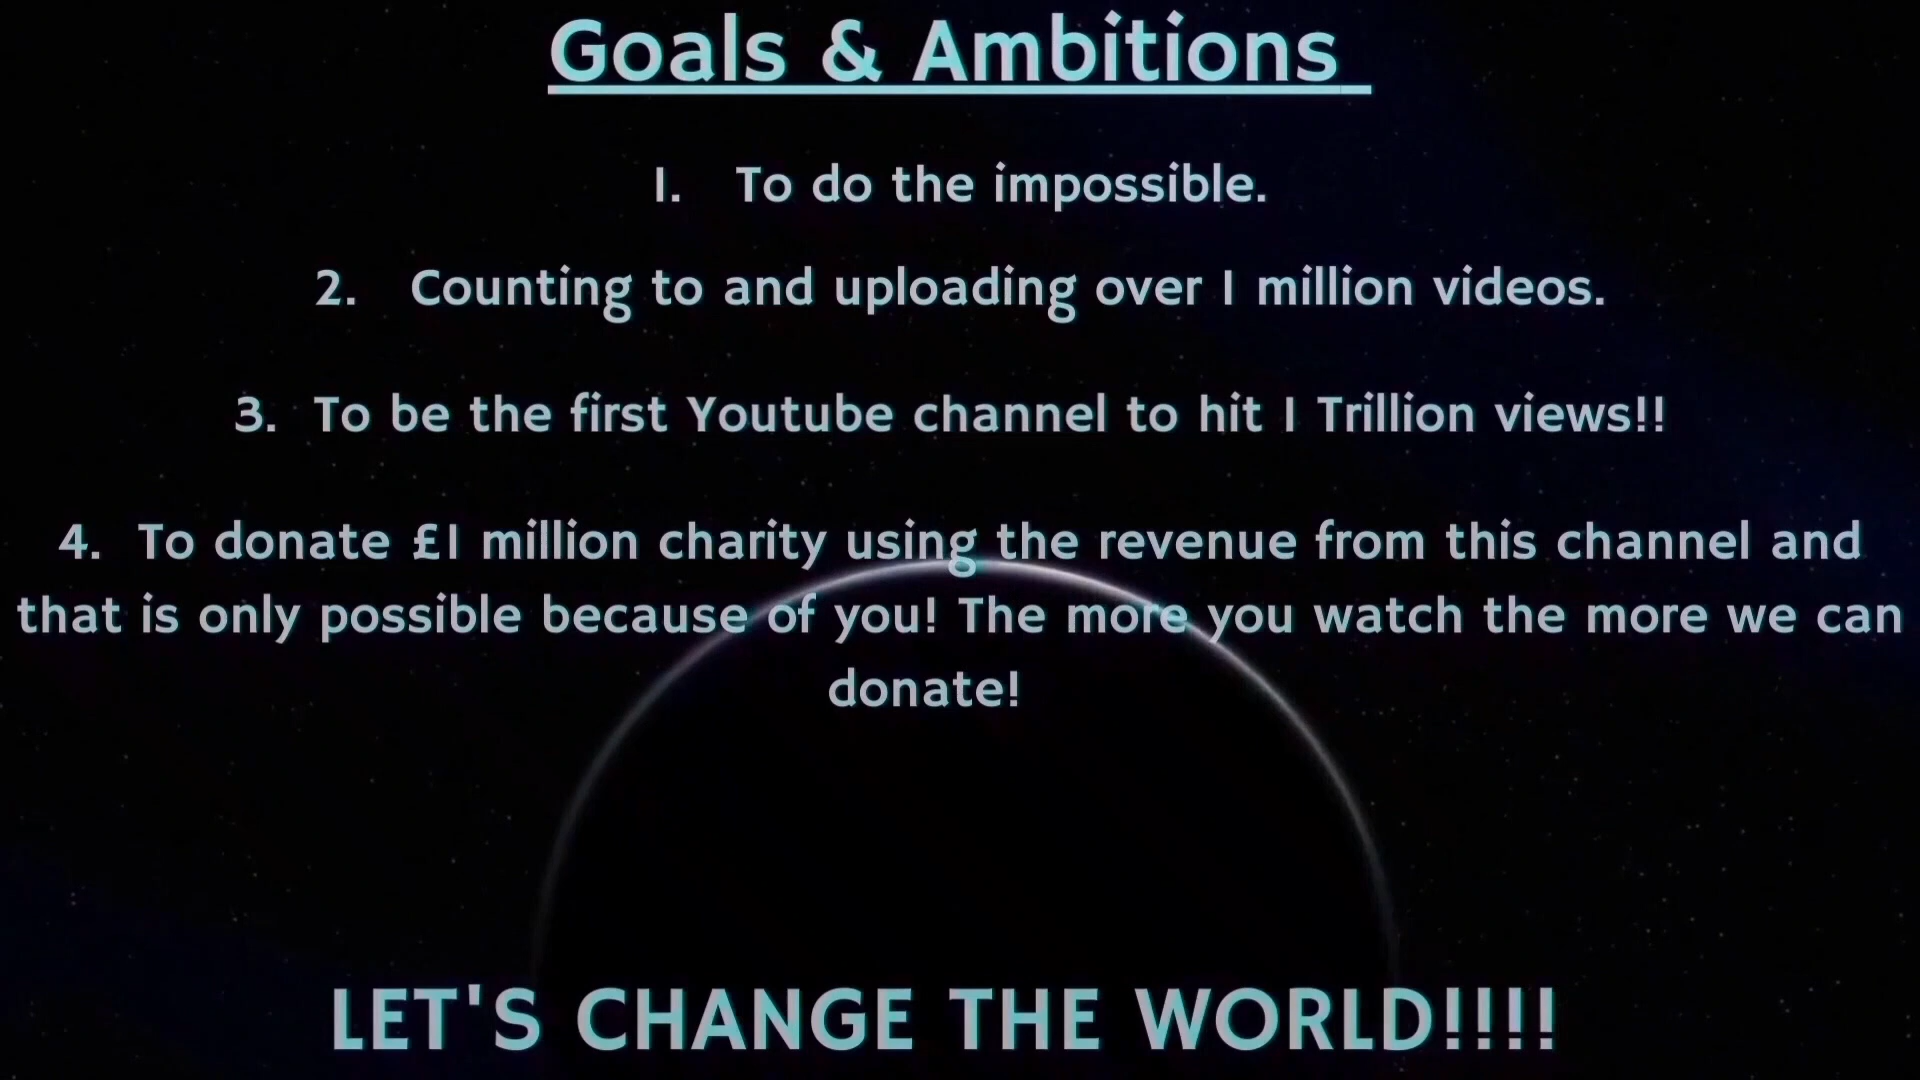 Goals & Ambitions
1. To do the impossible.
2. Counting to and uploading over 1 million videos.
3. To be the first Youtube channel to hit 1 Trillion views!!
4. To donate £1 million charity using the revenue from this channel and
that is only possible because of you! The more you watch the more we can
donate!
LET'S CHANGE THE WORLD!!!!